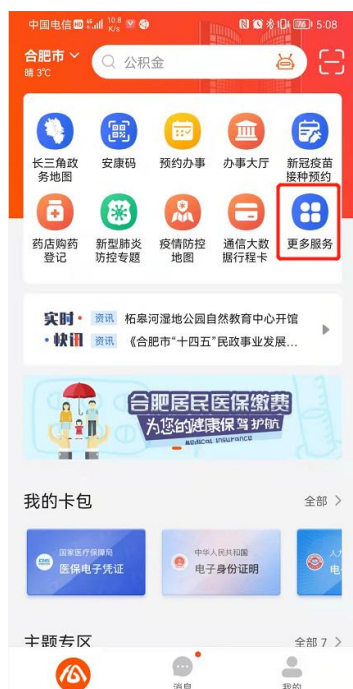 中国电信 HD 10.8 K/s 5:08
合肥市
晴 3℃
公积金
长三角政
务地图
安康码
预约办事
办事大厅
新冠疫苗
接种预约
药店购药
登记
新型肺炎
防控专题
疫情防控
地图
通信大数
据行程卡
更多服务
实时· 资讯 柘皋河湿地公园自然教育中心开馆
·快讯 资讯 《合肥市“十四五”民政事业发展...
合肥居民医保缴费
为您的健康保驾护航
MEDICAL INSURANCE
我的卡包
全部
国家医疗保障局
医保电子凭证
中华人民共和国
电子身份证明
电
主题专区
全部 7
消息
我的